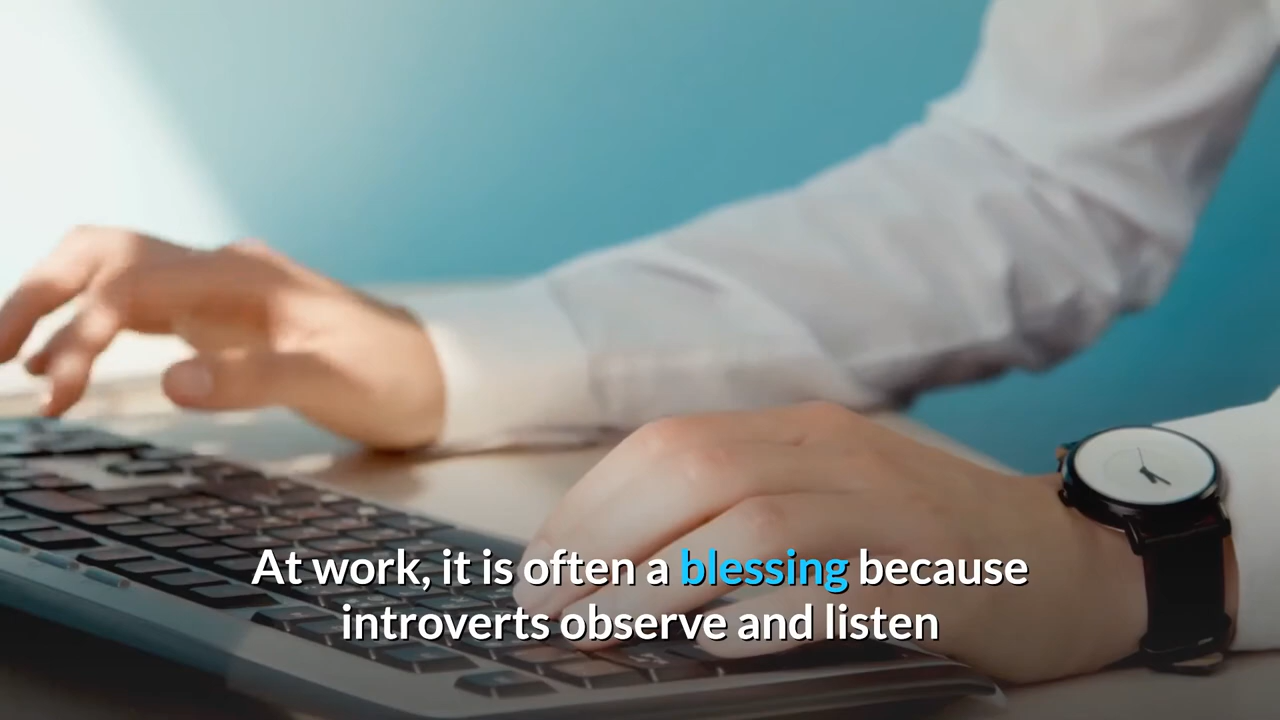 At work, it is often a blessing because
introverts observe and listen